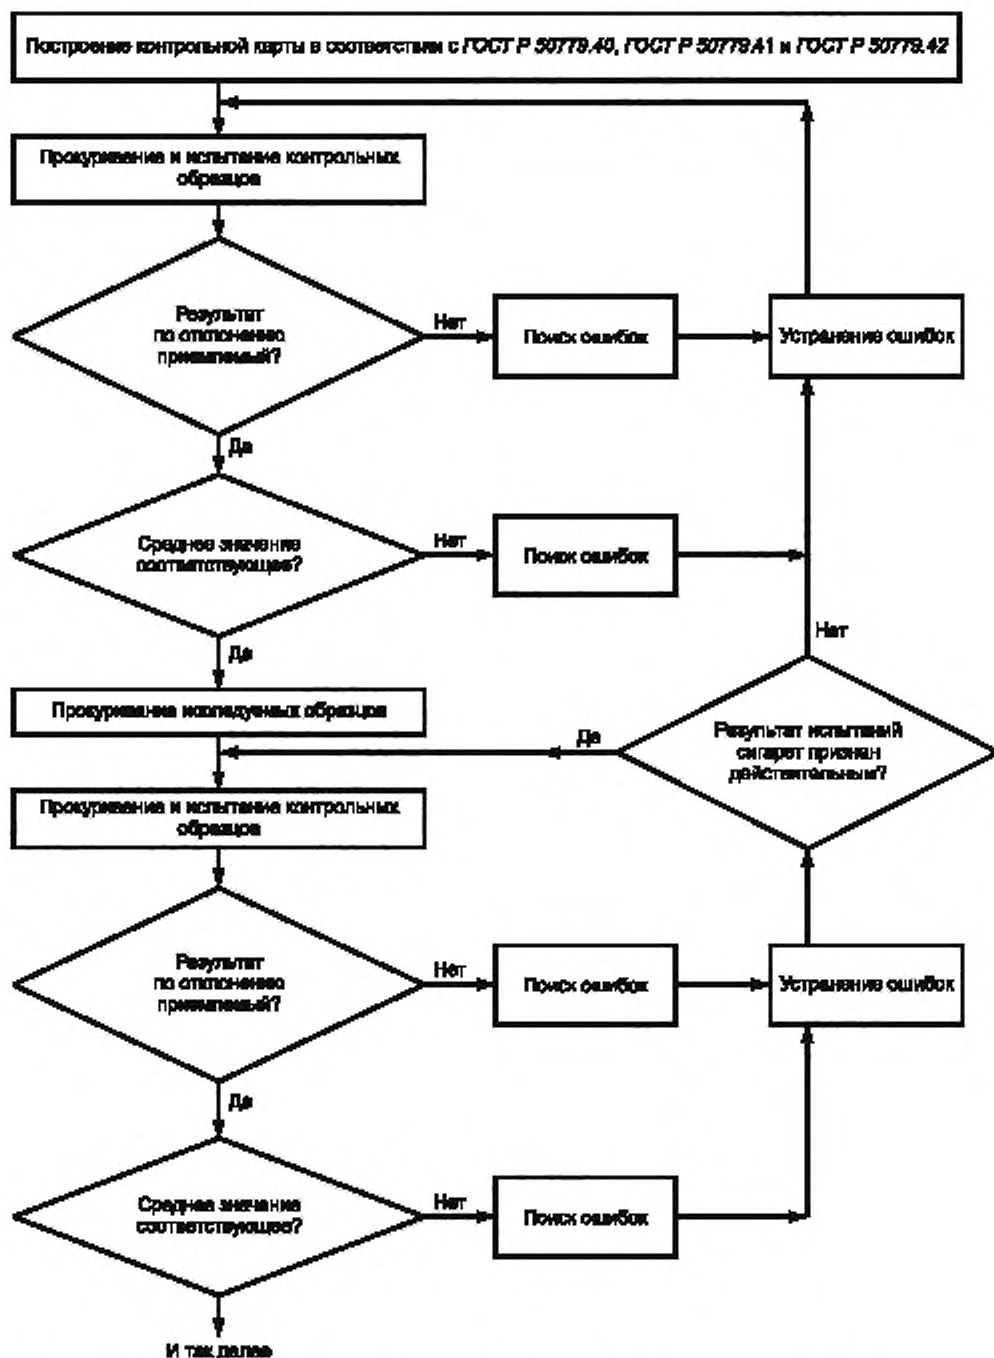 Построение контрольной карты в соответствии с ГОСТ Р 50779.40, ГОСТ Р 50779.41 и ГОСТ Р 50779.42
Прокуривание и испытание контрольных
образцов
Результат
по отклонению
приемлемый?
Нет
Поиск ошибок
Устранение ошибок
Да
Среднее значение
соответствующее?
Нет
Поиск ошибок
Да
Нет
Прокуривание исследуемых образцов
Результат испытаний
сигарет признан
действительным?
Да
Прокуривание и испытание контрольных
образцов
Результат
по отклонению
приемлемый?
Нет
Поиск ошибок
Устранение ошибок
Да
Среднее значение
соответствующее?
Нет
Поиск ошибок
И так далее